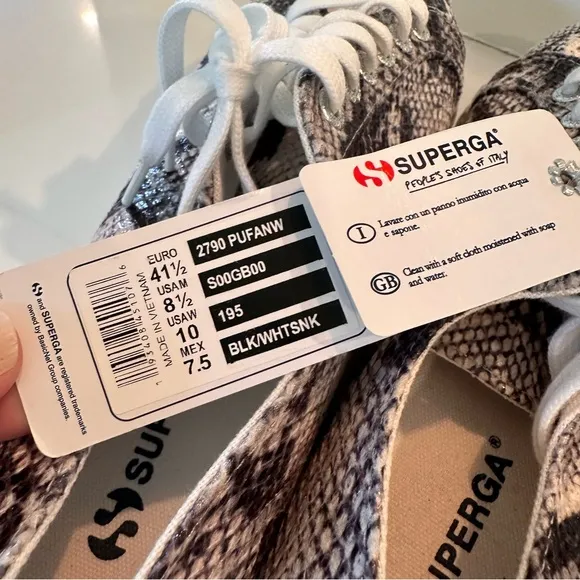 SUPERGA®
PEOPLE'S SHOES OF ITALY
I
Lavare con un panno inumidito con acqua
e sapone.
GB
Clean with a soft cloth moistened with soap
and water.
S and SUPERGA are registered trademarks
owned by BasicNet Group companies.
MADE IN VIETNAM
EURO
41½
USAM
8½
USAW
10
MEX
7.5
2790 PUFANW
S00GB00
195
BLK/WHTSNK
SU
SUPERGA®